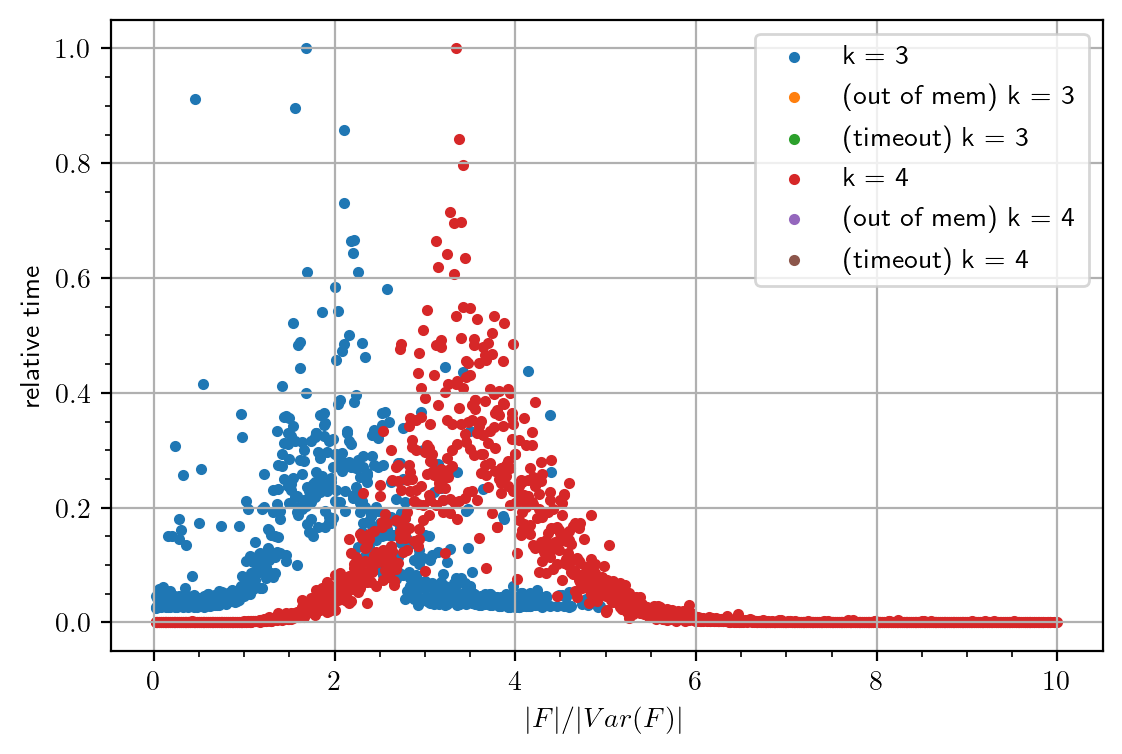 1.0
0.8
0.6
0.4
0.2
0.0
relative time
0
2
4
6
8
10
|F|/|Var(F)|
k = 3
(out of mem) k = 3
(timeout) k = 3
k = 4
(out of mem) k = 4
(timeout) k = 4